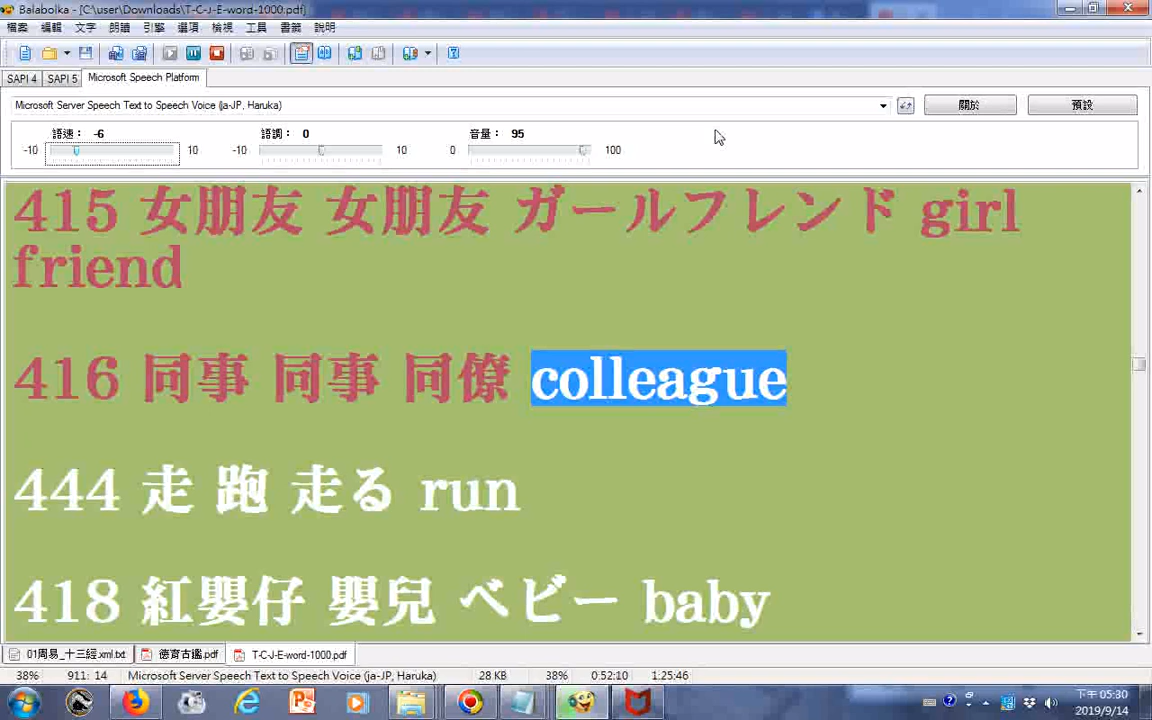 Balabolka - [C:\user\Downloads\T-C-J-E-word-1000.pdf]
檔案 編輯 文字 朗讀 引擎 選項 檢視 工具 書籤 說明
SAPI 4 SAPI 5 Microsoft Speech Platform
Microsoft Server Speech Text to Speech Voice (ja-JP, Haruka) 關於 預設
語速： -6 語調： 0 音量： 95
-10 10 -10 10 0 100
415 女朋友 女朋友 ガールフレンド girl
friend
416 同事 同事 同僚 colleague
444 走 跑 走る run
418 紅嬰仔 嬰兒 ベビー baby
01周易_十三經.xml.txt 德育古鑑.pdf T-C-J-E-word-1000.pdf
38% 911: 14 Microsoft Server Speech Text to Speech Voice (ja-JP, Haruka) 28 KB 38% 0:52:10 1:25:46
下午 05:30
2019/9/14